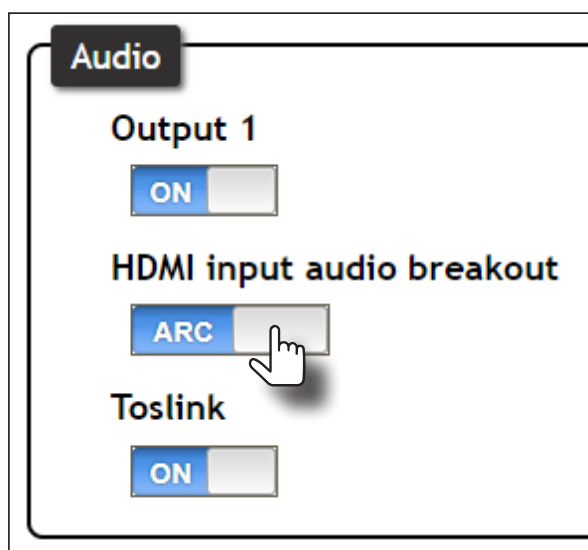 Audio
Output 1
ON
HDMI input audio breakout
ARC
Toslink
ON